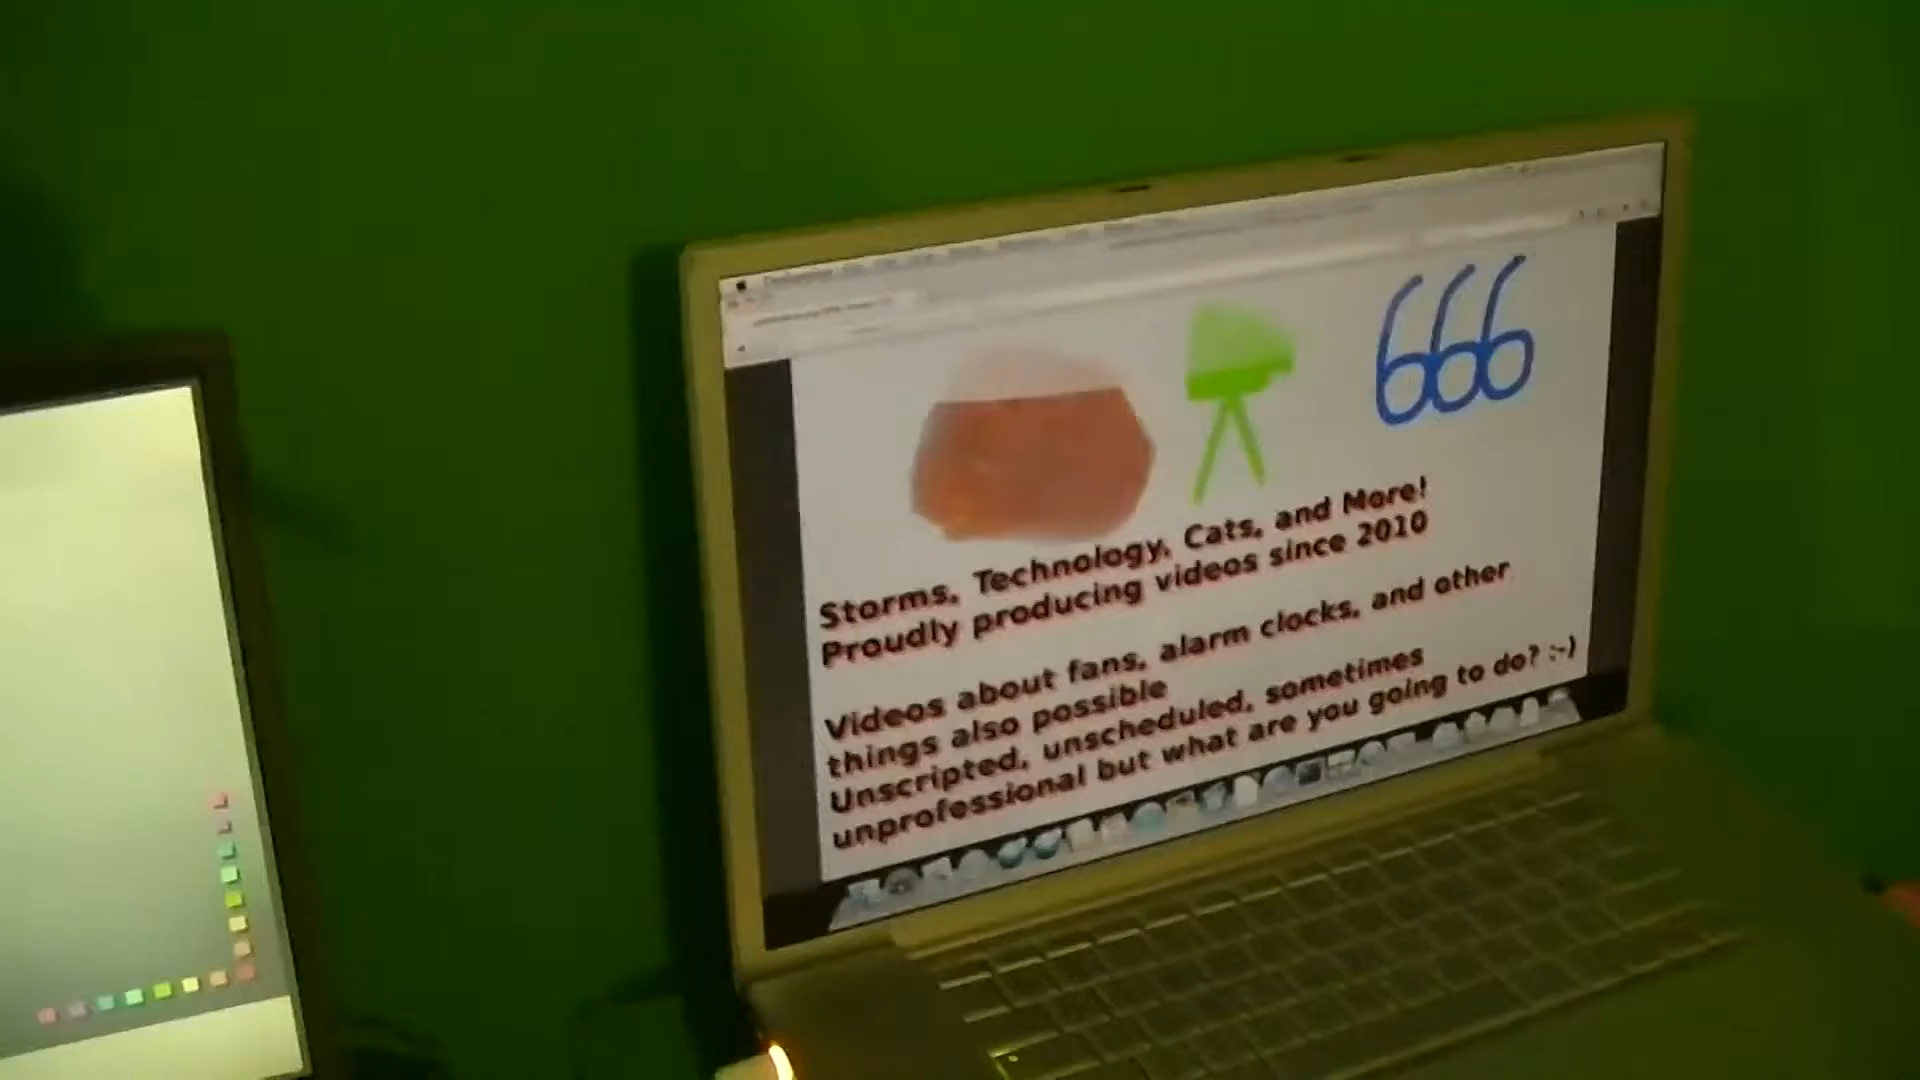 666
Storms, Technology, Cats, and More!
Proudly producing videos since 2010
Videos about fans, alarm clocks, and other
things also possible
Unscripted, unscheduled, sometimes
unprofessional but what are you going to do? :-)